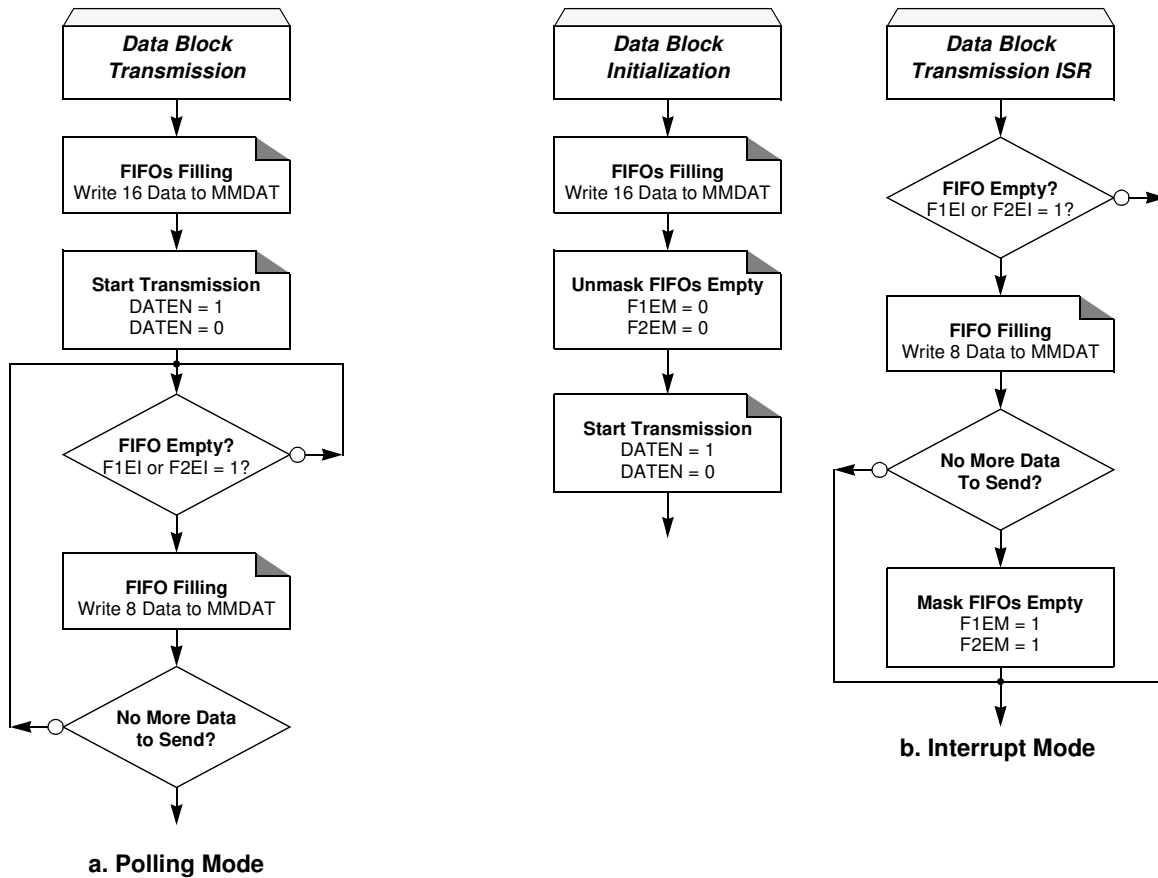 Data Block
Transmission
FIFOs Filling
Write 16 Data to MMDAT
Start Transmission
DATEN = 1
DATEN = 0
FIFO Empty?
F1EI or F2EI = 1?
FIFO Filling
Write 8 Data to MMDAT
No More Data
to Send?
a. Polling Mode
Data Block
Initialization
FIFOs Filling
Write 16 Data to MMDAT
Unmask FIFOs Empty
F1EM = 0
F2EM = 0
Start Transmission
DATEN = 1
DATEN = 0
Data Block
Transmission ISR
FIFO Empty?
F1EI or F2EI = 1?
FIFO Filling
Write 8 Data to MMDAT
No More Data
To Send?
Mask FIFOs Empty
F1EM = 1
F2EM = 1
b. Interrupt Mode